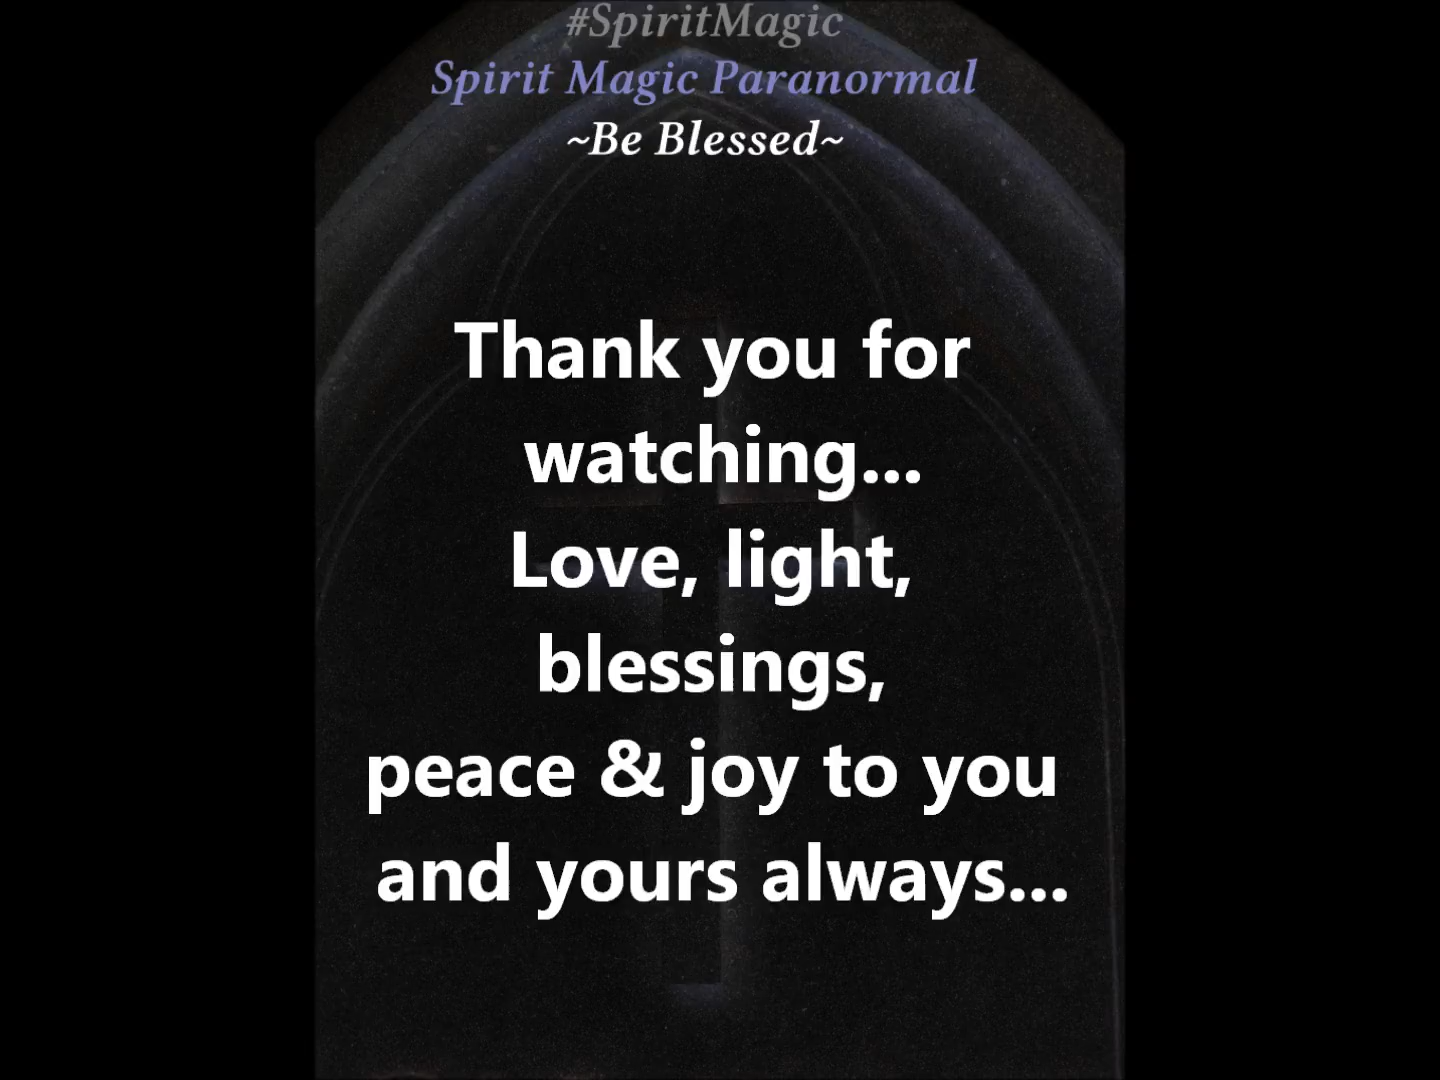 #SpiritMagic
Spirit Magic Paranormal
~Be Blessed~
Thank you for
watching...
Love, light,
blessings,
peace & joy to you
and yours always...